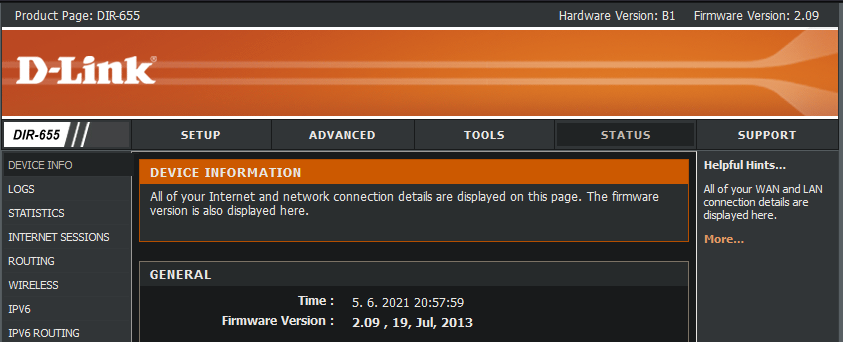 Product Page: DIR-655 Hardware Version: B1 Firmware Version: 2.09
D-Link®
DIR-655 SETUP ADVANCED TOOLS STATUS SUPPORT
DEVICE INFO
LOGS
STATISTICS
INTERNET SESSIONS
ROUTING
WIRELESS
IPV6
IPV6 ROUTING
DEVICE INFORMATION
All of your Internet and network connection details are displayed on this page. The firmware
version is also displayed here.
GENERAL
Time : 5. 6. 2021 20:57:59
Firmware Version : 2.09 , 19, Jul, 2013
Helpful Hints...
All of your WAN and LAN
connection details are
displayed here.
More...